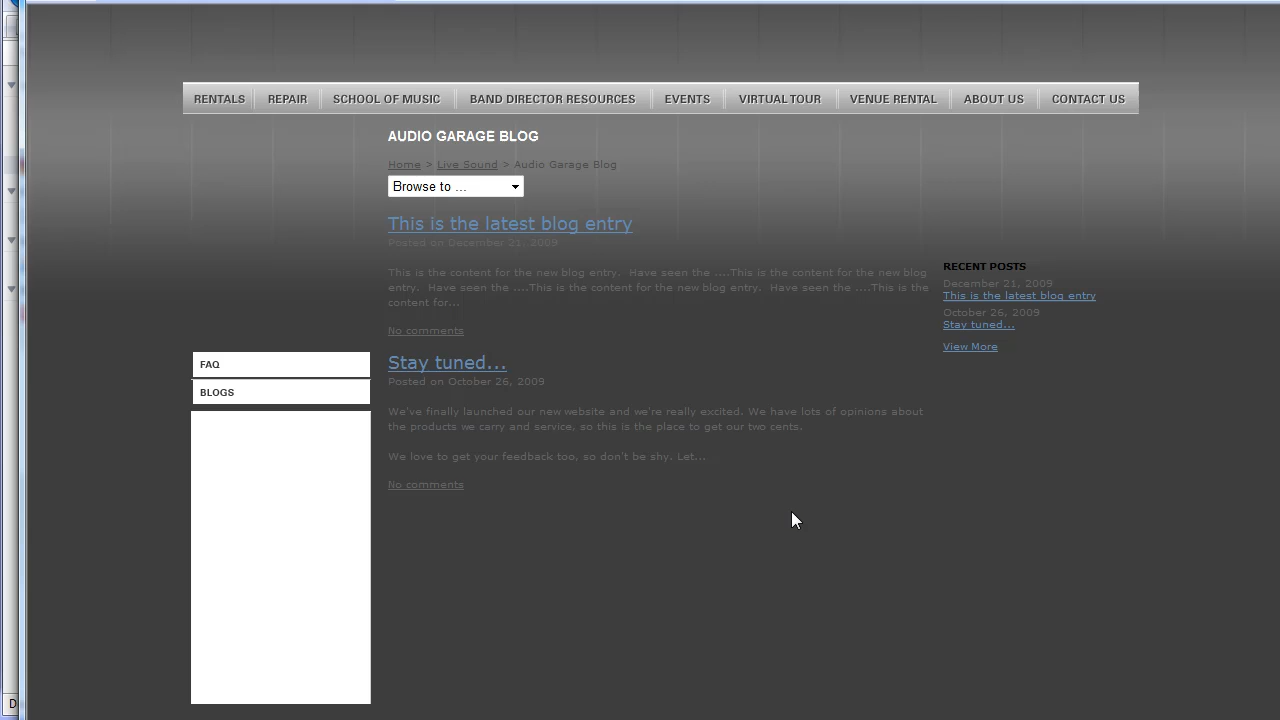 RENTALS REPAIR SCHOOL OF MUSIC BAND DIRECTOR RESOURCES EVENTS VIRTUAL TOUR VENUE RENTAL ABOUT US CONTACT US
AUDIO GARAGE BLOG
Home > Live Sound > Audio Garage Blog
Browse to ...
This is the latest blog entry
Posted on December 21, 2009
This is the content for the new blog entry.  Have seen the ....This is the content for the new blog
entry.  Have seen the ....This is the content for the new blog entry.  Have seen the ....This is the
content for...
No comments
Stay tuned...
Posted on October 26, 2009
We've finally launched our new website and we're really excited. We have lots of opinions about
the products we carry and service, so this is the place to get our two cents.
We love to get your feedback too, so don't be shy. Let...
No comments
RECENT POSTS
December 21, 2009
This is the latest blog entry
October 26, 2009
Stay tuned...
View More
FAQ
BLOGS
D